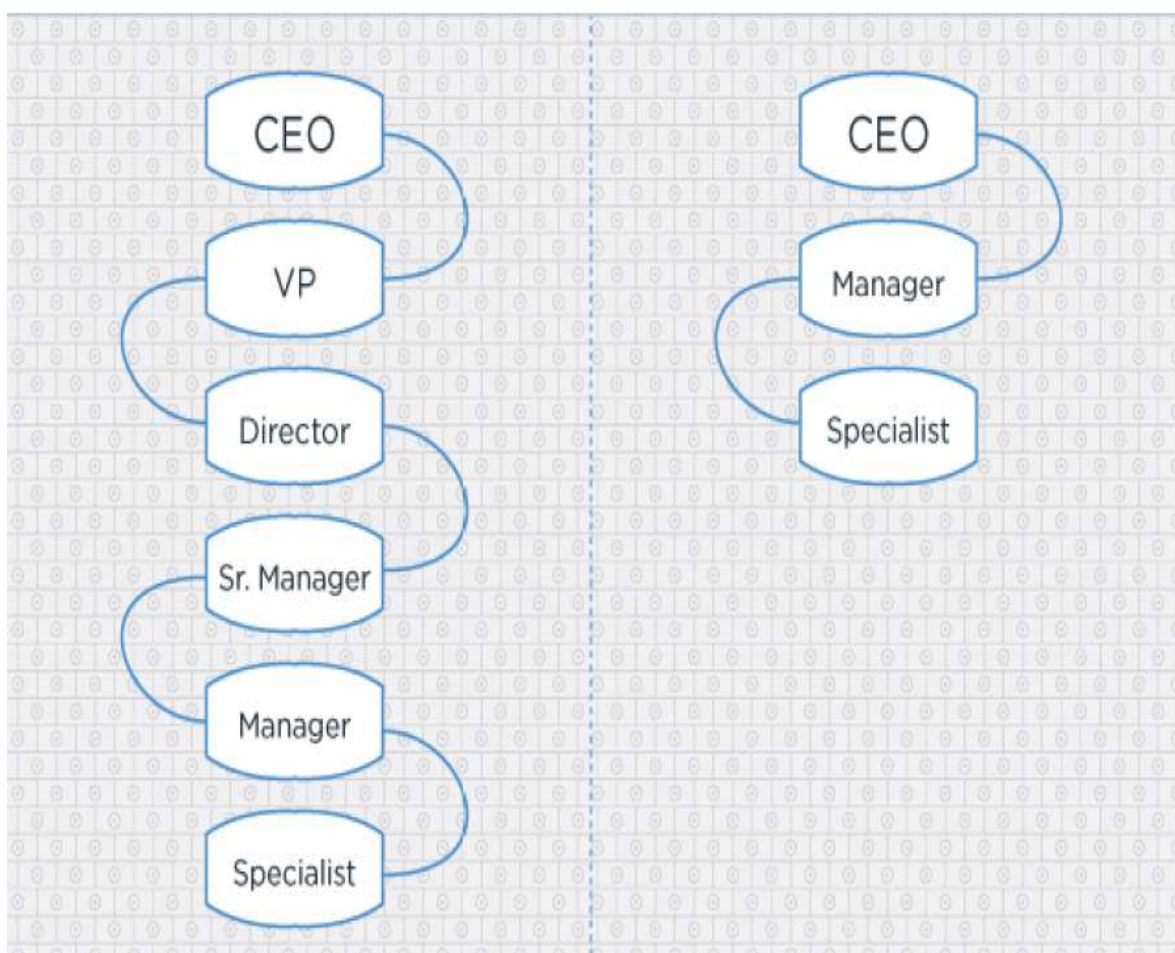 CEO
VP
Director
Sr. Manager
Manager
Specialist
CEO
Manager
Specialist